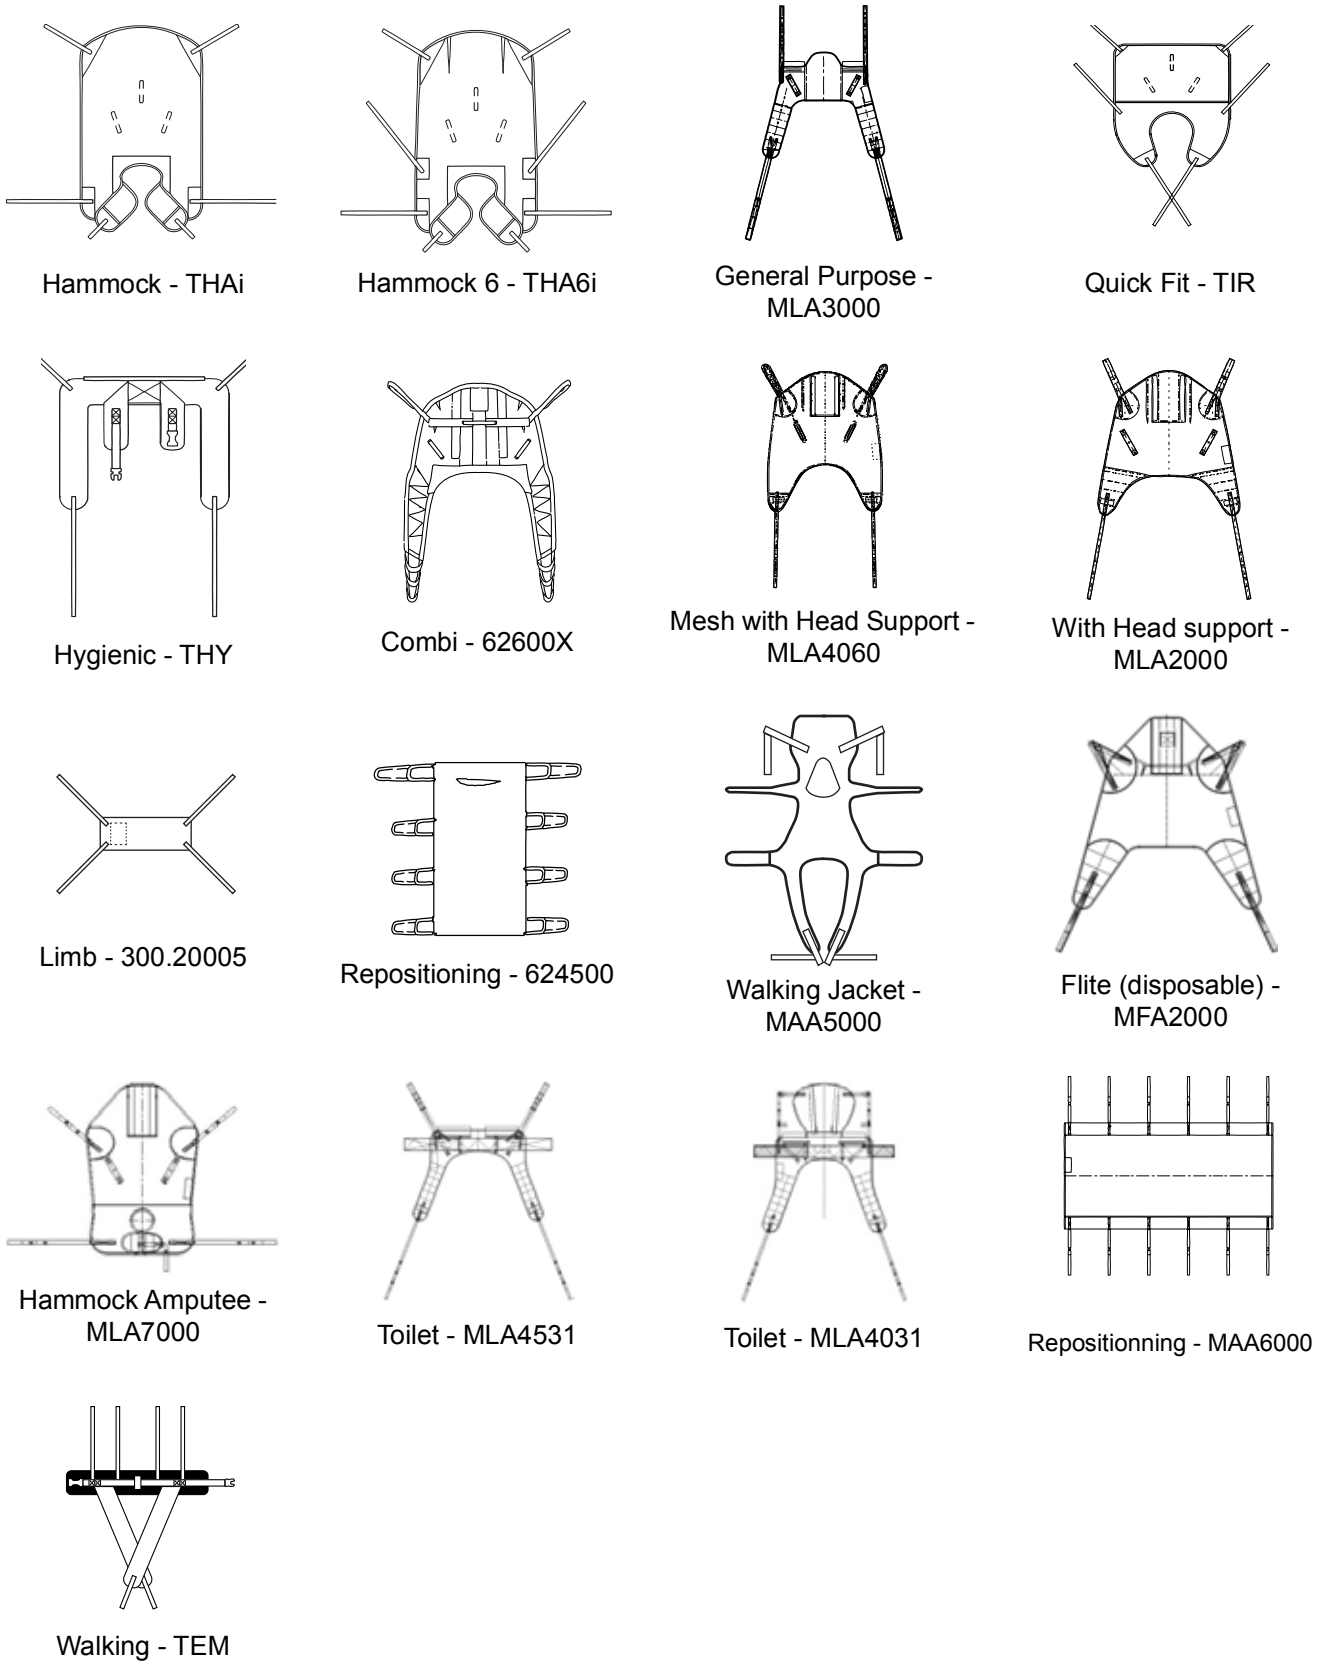 Hammock - THAi
Hammock 6 - THA6i
General Purpose -
MLA3000
Quick Fit - TIR
Hygienic - THY
Combi - 62600X
Mesh with Head Support -
MLA4060
With Head support -
MLA2000
Limb - 300.20005
Repositioning - 624500
Walking Jacket -
MAA5000
Flite (disposable) -
MFA2000
Hammock Amputee -
MLA7000
Toilet - MLA4531
Toilet - MLA4031
Repositionning - MAA6000
Walking - TEM